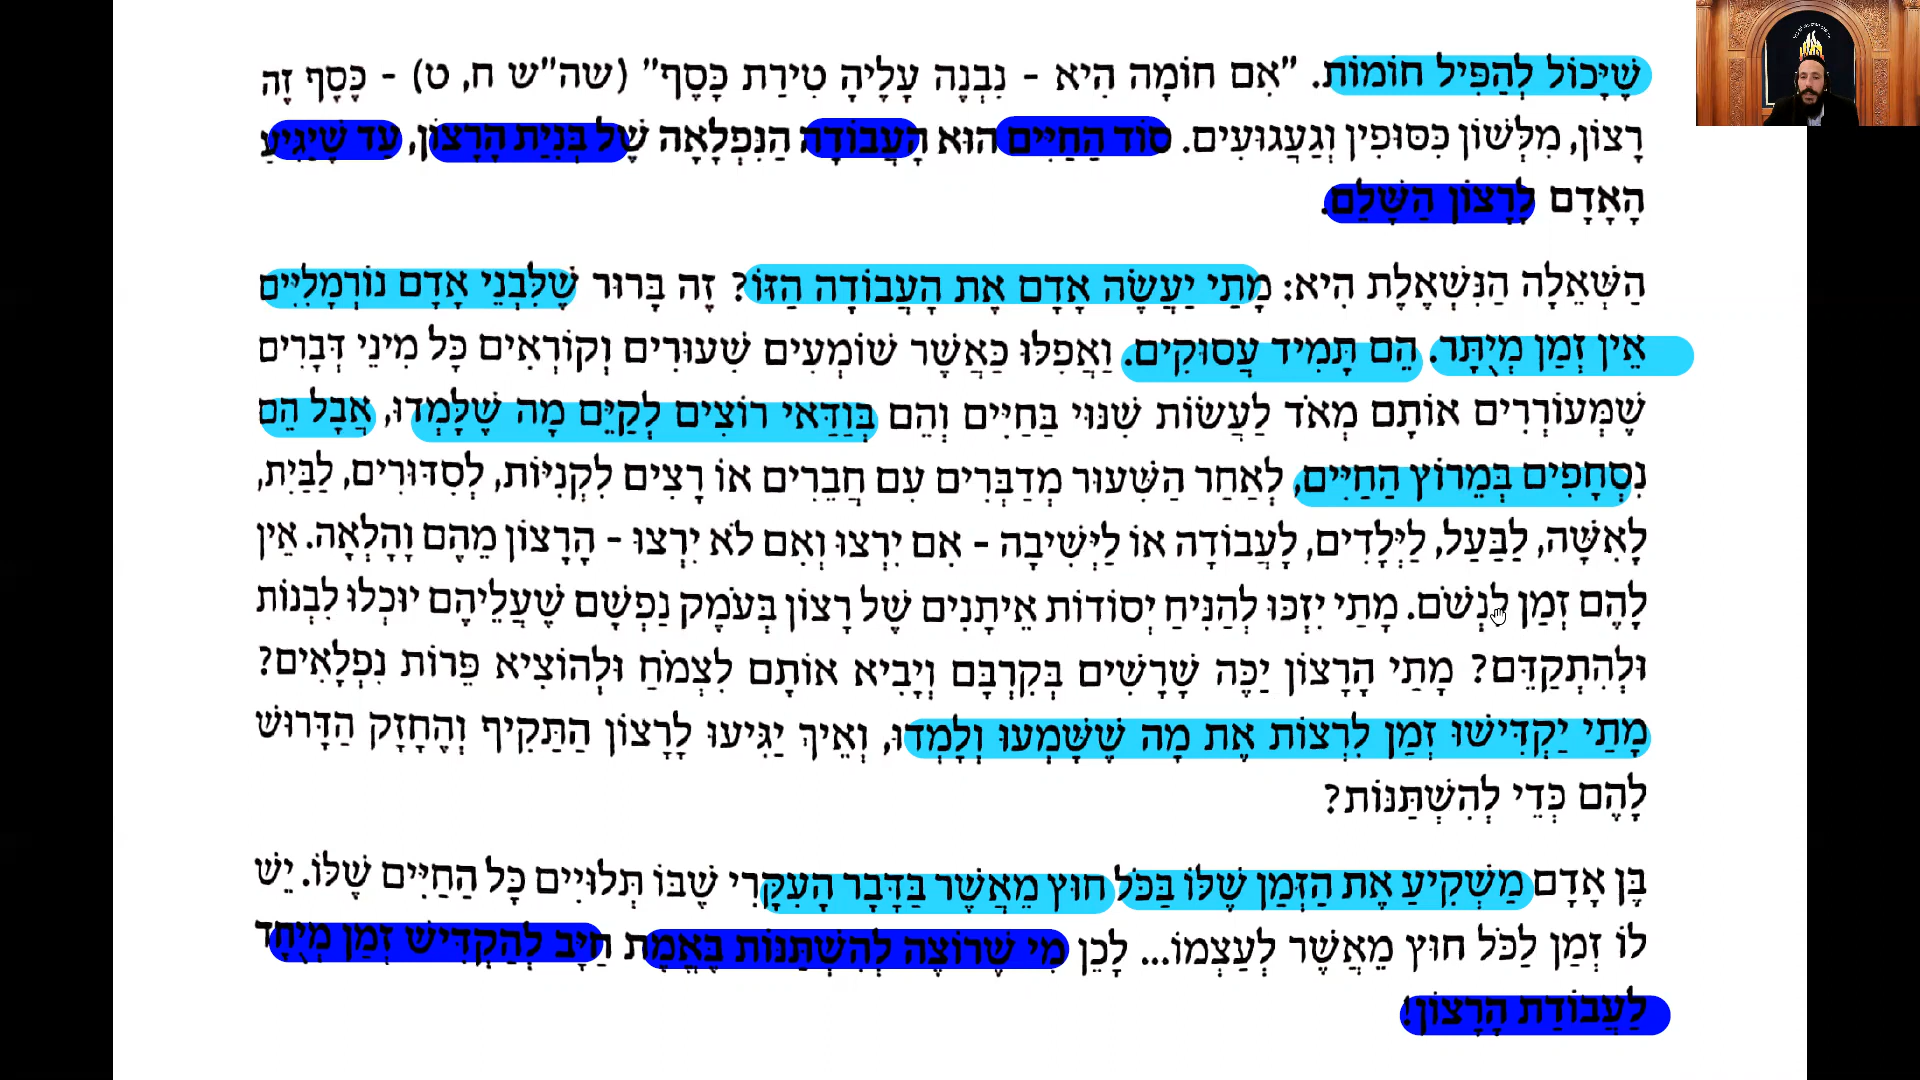 שֶׁיָּכוֹל לְהַפִּיל חוֹמוֹת. "אִם חוֹמָה הִיא - נִבְנֶה עָלֶיהָ טִירַת כָּסֶף" (שה"ש ח, ט) - כֶּסֶף זֶה
רָצוֹן, מִלְּשׁוֹן כִּסּוּפִין וְגַעְגּוּעִים. סוֹד הַחַיִּים הוּא הָעֲבוֹדָה הַנִּפְלָאָה שֶׁל בְּנִיַּת הָרָצוֹן, עַד שֶׁיַּגִּיעַ
הָאָדָם לְרָצוֹן הַשָּׁלֵם.
הַשְּׁאֵלָה הַנִּשְׁאֶלֶת הִיא: מָתַי יַעֲשֶׂה אָדָם אֶת הָעֲבוֹדָה הַזּוֹ? זֶה בָּרוּר שֶׁלִּבְנֵי אָדָם נוֹרְמָלִיִּים
אֵין זְמַן מְיֻתָּר. הֵם תָּמִיד עֲסוּקִים. וַאֲפִלּוּ כַּאֲשֶׁר שׁוֹמְעִים שִׁעוּרִים וְקוֹרְאִים כָּל מִינֵי דְּבָרִים
שֶׁמְּעוֹרְרִים אוֹתָם מְאֹד לַעֲשׂוֹת שִׁנּוּי בַּחַיִּים וְהֵם בְּוַדַּאי רוֹצִים לְקַיֵּם מָה שֶׁלָּמְדוּ, אֲבָל הֵם
נִסְחָפִים בְּמֵרוֹץ הַחַיִּים, לְאַחַר הַשִּׁעוּר מְדַבְּרִים עִם חֲבֵרִים אוֹ רָצִים לִקְנִיּוֹת, לְסִדּוּרִים, לַבַּיִת,
לָאִשָּׁה, לַבַּעַל, לַיְּלָדִים, לָעֲבוֹדָה אוֹ לַיְּשִׁיבָה - אִם יִרְצוּ וְאִם לֹא יִרְצוּ - הָרָצוֹן מֵהֶם וָהָלְאָה. אֵין
לָהֶם זְמַן לִנְשֹׁם. מָתַי יִזְכּוּ לְהַנִּיחַ יְסוֹדוֹת אֵיתָנִים שֶׁל רָצוֹן בְּעֹמֶק נַפְשָׁם שֶׁעֲלֵיהֶם יוּכְלוּ לִבְנוֹת
וּלְהִתְקַדֵּם? מָתַי הָרָצוֹן יַכֶּה שָׁרָשִׁים בְּקִרְבָּם וְיָבִיא אוֹתָם לִצְמֹחַ וּלְהוֹצִיא פֵּרוֹת נִפְלָאִים?
מָתַי יַקְדִּישׁוּ זְמַן לִרְצוֹת אֶת מָה שֶׁשָּׁמְעוּ וְלָמְדוּ, וְאֵיךְ יַגִּיעוּ לָרָצוֹן הַתַּקִּיף וְהֶחָזָק הַדָּרוּשׁ
לָהֶם כְּדֵי לְהִשְׁתַּנּוֹת?
בֶּן אָדָם מַשְׁקִיעַ אֶת הַזְּמַן שֶׁלּוֹ בַּכֹּל חוּץ מֵאֲשֶׁר בַּדָּבָר הָעִקָּרִי שֶׁבּוֹ תְּלוּיִים כָּל הַחַיִּים שֶׁלּוֹ. יֵשׁ
לוֹ זְמַן לַכֹּל חוּץ מֵאֲשֶׁר לְעַצְמוֹ... לָכֵן מִי שֶׁרוֹצֶה לְהִשְׁתַּנּוֹת בֶּאֱמֶת חַיָּב לְהַקְדִּישׁ זְמַן מְיֻחָד
לַעֲבוֹדַת הָרָצוֹן!